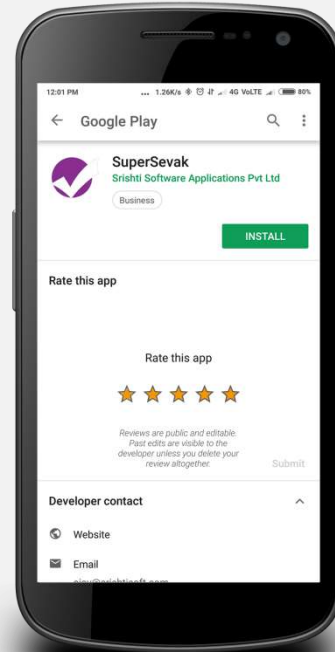 12:01 PM ... 1.26K/s 4G VoLTE 80%
Google Play
SuperSevak
Srishti Software Applications Pvt Ltd
Business
INSTALL
Rate this app
Rate this app
Reviews are public and editable.
Past edits are visible to the
developer unless you delete your
review altogether.
Submit
Developer contact
Website
Email